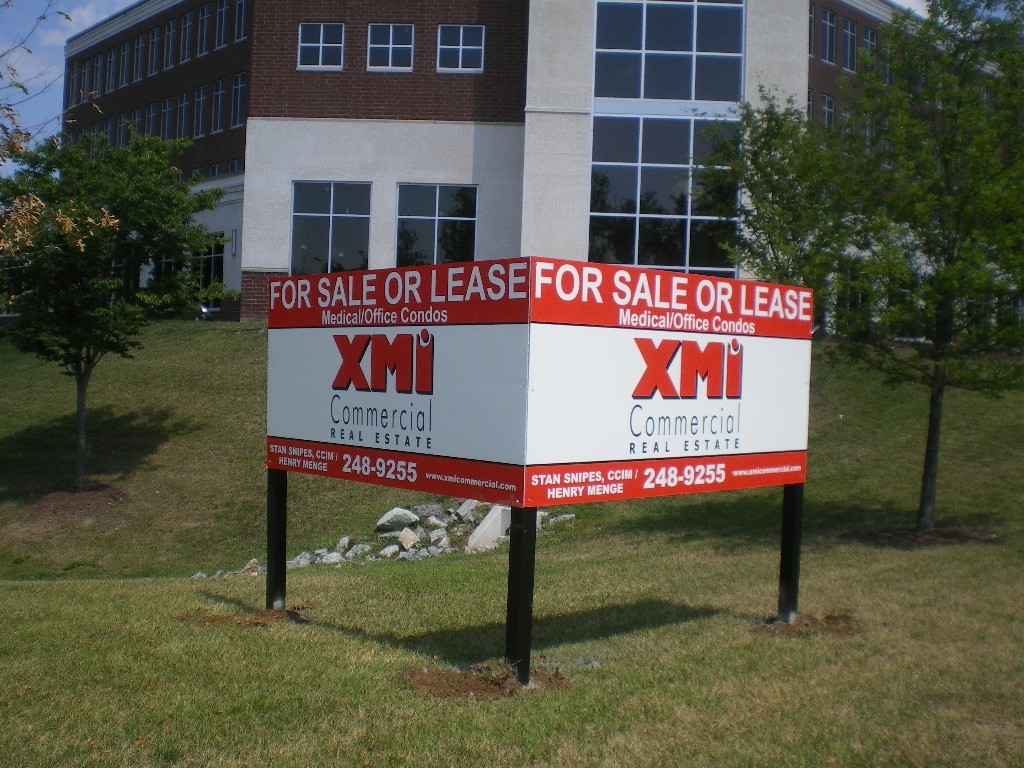 FOR SALE OR LEASE
Medical/Office Condos
XMi
Commercial
REAL ESTATE
STAN SNIPES, CCIM /
HENRY MENGE
248-9255
www.xmicommercial.com
FOR SALE OR LEASE
Medical/Office Condos
XMi
Commercial
REAL ESTATE
STAN SNIPES, CCIM /
HENRY MENGE
248-9255
www.xmicommercial.com